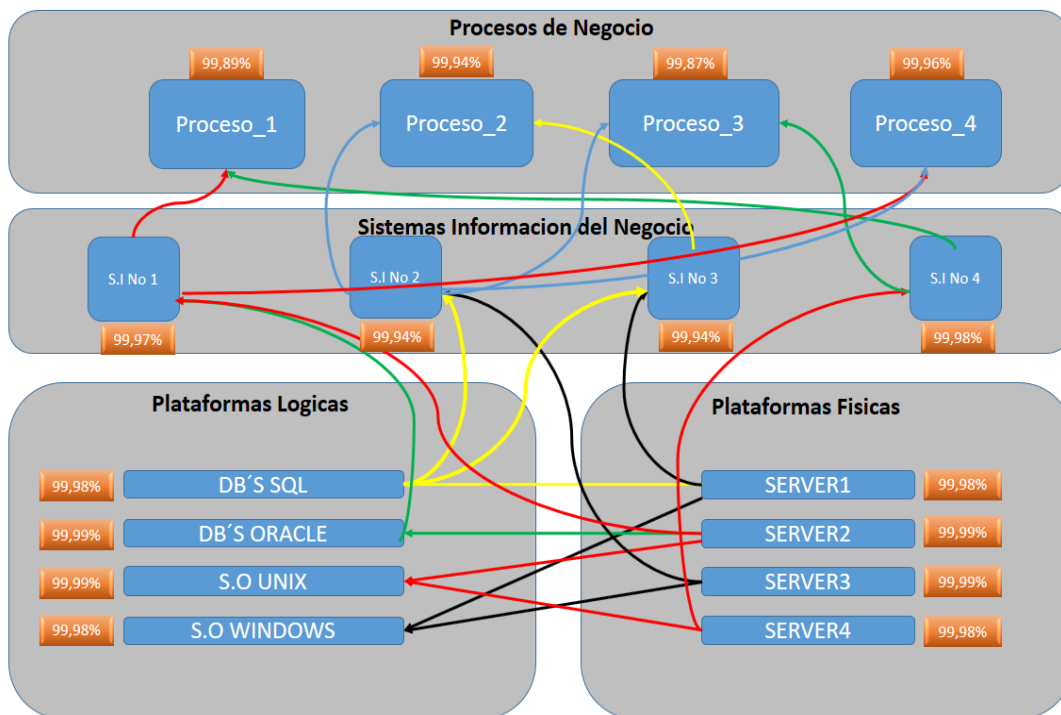 Procesos de Negocio
99,89%
99,94%
99,87%
99,96%
Proceso_1
Proceso_2
Proceso_3
Proceso_4
Sistemas Informacion del Negocio
S.I No 1
S.I No 2
S.I No 3
S.I No 4
99,97%
99,94%
99,94%
99,98%
Plataformas Logicas
99,98%
DB´S SQL
99,99%
DB´S ORACLE
99,99%
S.O UNIX
99,98%
S.O WINDOWS
Plataformas Fisicas
SERVER1
99,98%
SERVER2
99,99%
SERVER3
99,99%
SERVER4
99,98%